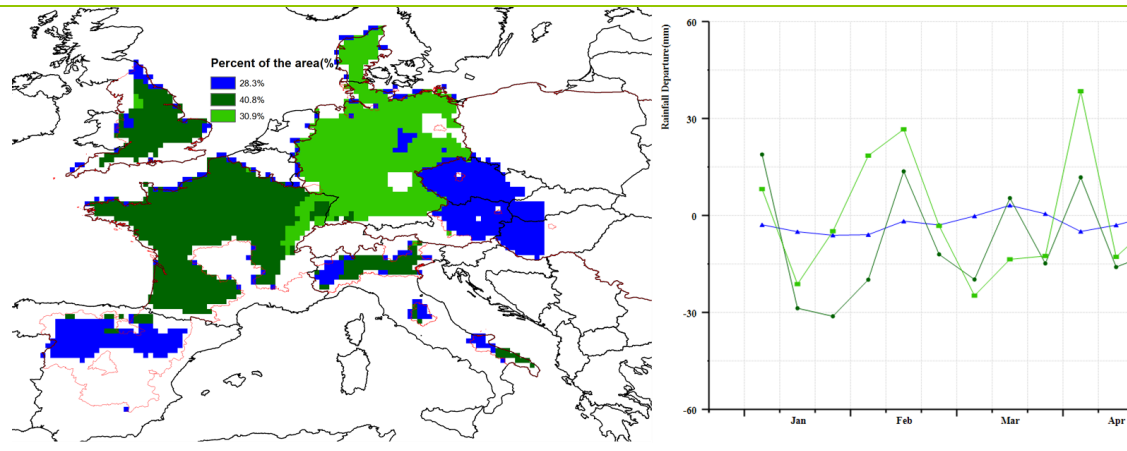 Percent of the area(%
28.3%
40.8%
30.9%
Rainfall Departure(mm)
60
30
0
-30
-60
Jan Feb Mar Apr